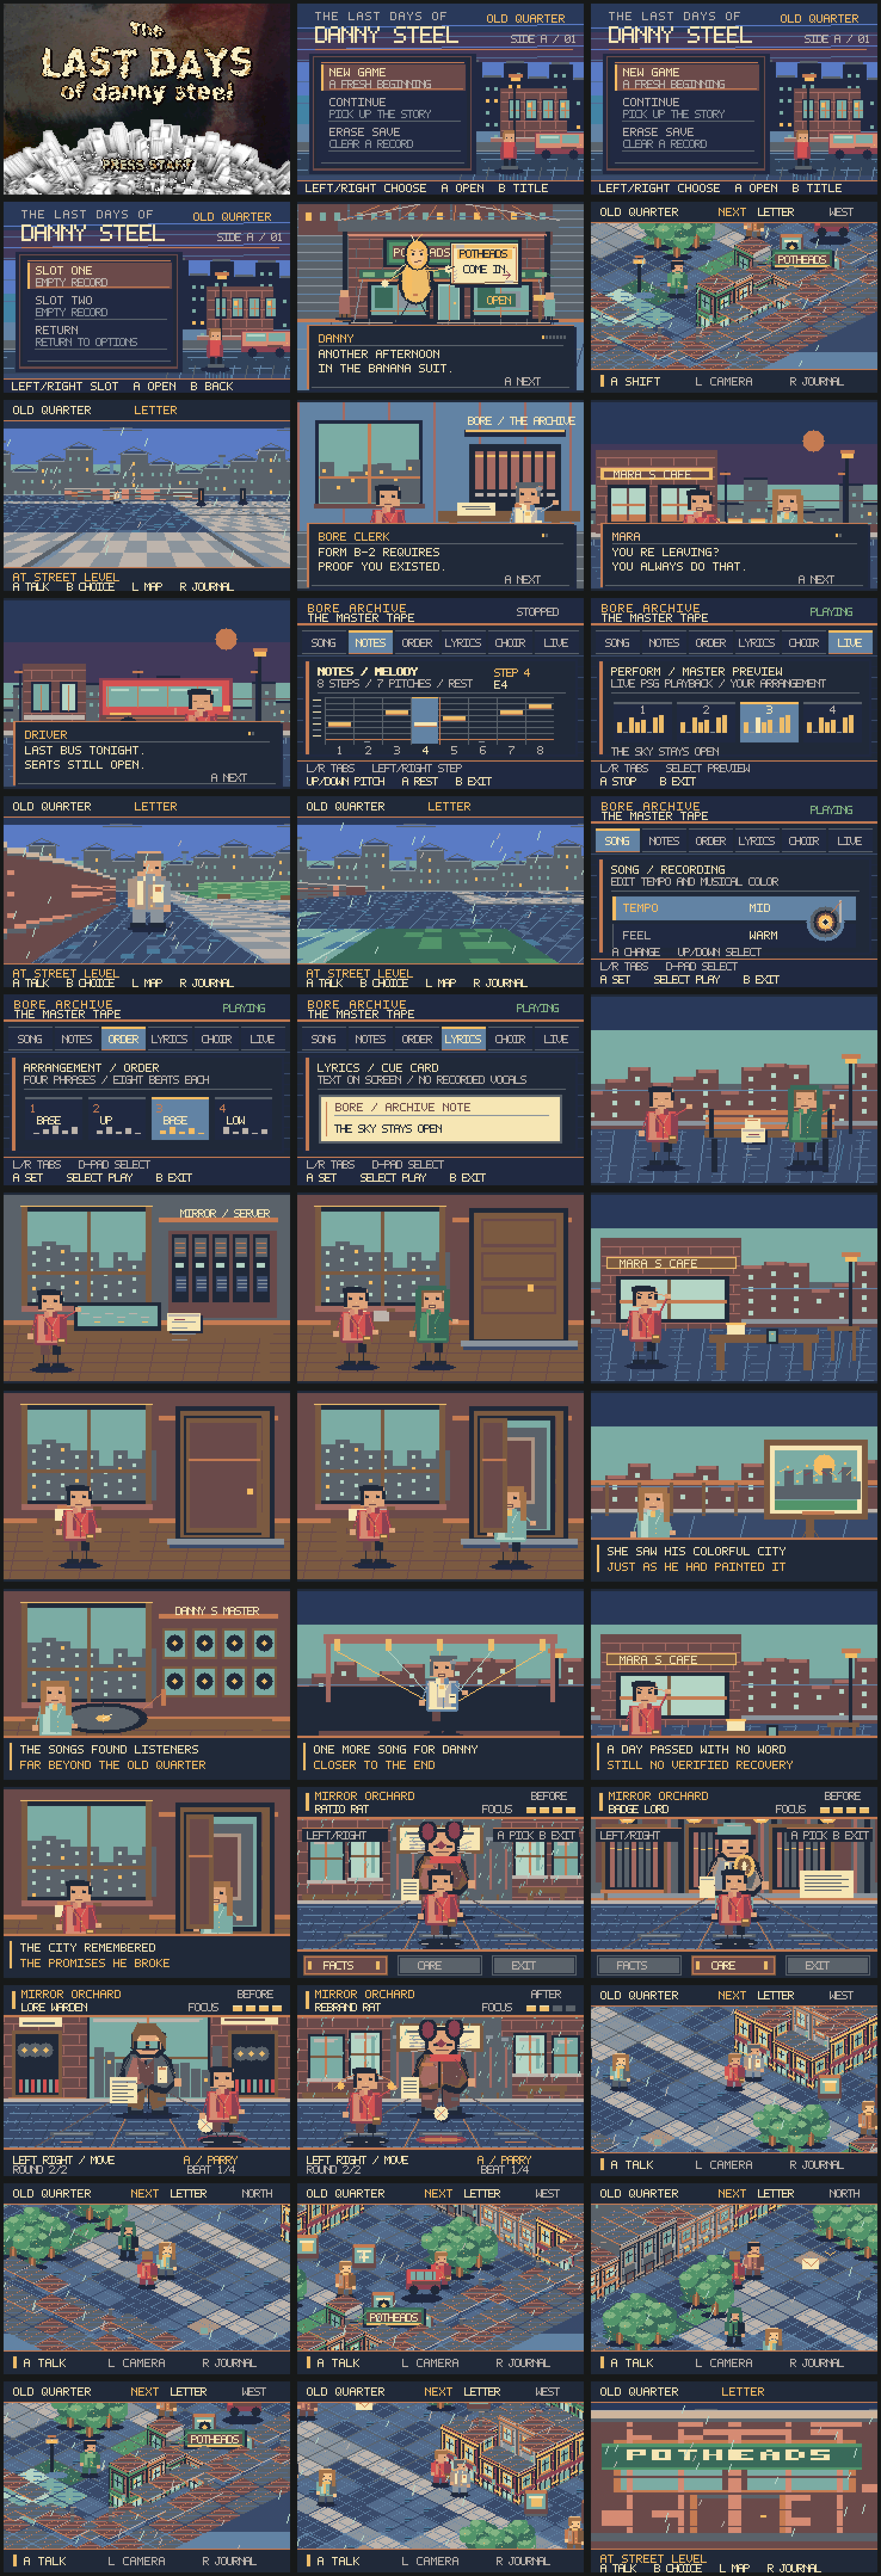 The
LAST DAYS
of danny steel
PRESS START
THE LAST DAYS OF
DANNY STEEL
OLD QUARTER
SIDE A / 01
NEW GAME
A FRESH BEGINNING
CONTINUE
PICK UP THE STORY
ERASE SAVE
CLEAR A RECORD
LEFT/RIGHT CHOOSE A OPEN B TITLE
THE LAST DAYS OF
DANNY STEEL
OLD QUARTER
SIDE A / 01
NEW GAME
A FRESH BEGINNING
CONTINUE
PICK UP THE STORY
ERASE SAVE
CLEAR A RECORD
LEFT/RIGHT CHOOSE A OPEN B TITLE
THE LAST DAYS OF
DANNY STEEL
OLD QUARTER
SIDE A / 01
SLOT ONE
EMPTY RECORD
SLOT TWO
EMPTY RECORD
RETURN
RETURN TO OPTIONS
LEFT/RIGHT SLOT A OPEN B BACK
POTHEADS
COME IN
OPEN
DANNY
ANOTHER AFTERNOON
IN THE BANANA SUIT.
A NEXT
OLD QUARTER NEXT LETTER WEST
POTHEADS
A SHIFT L CAMERA R JOURNAL
OLD QUARTER LETTER
AT STREET LEVEL
A TALK B CHOICE L MAP R JOURNAL
BORE / THE ARCHIVE
BORE CLERK
FORM B-2 REQUIRES
PROOF YOU EXISTED.
A NEXT
MARA S CAFE
MARA
YOU RE LEAVING?
YOU ALWAYS DO THAT.
A NEXT
DRIVER
LAST BUS TONIGHT.
SEATS STILL OPEN.
A NEXT
BORE ARCHIVE
THE MASTER TAPE
STOPPED
SONG NOTES ORDER LYRICS CHOIR LIVE
NOTES / MELODY
8 STEPS / 7 PITCHES / REST
STEP 4
E4
1 2 3 4 5 6 7 8
L/R TABS LEFT/RIGHT STEP
UP/DOWN PITCH A REST B EXIT
BORE ARCHIVE
THE MASTER TAPE
PLAYING
SONG NOTES ORDER LYRICS CHOIR LIVE
PERFORM / MASTER PREVIEW
LIVE PSG PLAYBACK / YOUR ARRANGEMENT
1 2 3 4
THE SKY STAYS OPEN
L/R TABS SELECT PREVIEW
A STOP B EXIT
OLD QUARTER LETTER
AT STREET LEVEL
A TALK B CHOICE L MAP R JOURNAL
OLD QUARTER LETTER
AT STREET LEVEL
A TALK B CHOICE L MAP R JOURNAL
BORE ARCHIVE
THE MASTER TAPE
PLAYING
SONG NOTES ORDER LYRICS CHOIR LIVE
SONG / RECORDING
EDIT TEMPO AND MUSICAL COLOR
TEMPO MID
FEEL WARM
A CHANGE UP/DOWN SELECT
L/R TABS D-PAD SELECT
A SET SELECT PLAY B EXIT
BORE ARCHIVE
THE MASTER TAPE
PLAYING
SONG NOTES ORDER LYRICS CHOIR LIVE
ARRANGEMENT / ORDER
FOUR PHRASES / EIGHT BEATS EACH
1 2 3 4
BASE UP BASE LOW
L/R TABS D-PAD SELECT
A SET SELECT PLAY B EXIT
BORE ARCHIVE
THE MASTER TAPE
PLAYING
SONG NOTES ORDER LYRICS CHOIR LIVE
LYRICS / CUE CARD
TEXT ON SCREEN / NO RECORDED VOCALS
BORE / ARCHIVE NOTE
THE SKY STAYS OPEN
L/R TABS D-PAD SELECT
A SET SELECT PLAY B EXIT
MIRROR / SERVER
MARA S CAFE
SHE SAW HIS COLORFUL CITY
JUST AS HE HAD PAINTED IT
DANNY S MASTER
THE SONGS FOUND LISTENERS
FAR BEYOND THE OLD QUARTER
ONE MORE SONG FOR DANNY
CLOSER TO THE END
MARA S CAFE
A DAY PASSED WITH NO WORD
STILL NO VERIFIED RECOVERY
THE CITY REMEMBERED
THE PROMISES HE BROKE
MIRROR ORCHARD BEFORE
RATIO RAT FOCUS
LEFT/RIGHT A PICK B EXIT
FACTS CARE EXIT
MIRROR ORCHARD BEFORE
BADGE LORD FOCUS
LEFT/RIGHT A PICK B EXIT
FACTS CARE EXIT
MIRROR ORCHARD BEFORE
LORE WARDEN FOCUS
LEFT RIGHT / MOVE A / PARRY
ROUND 2/2 BEAT 1/4
MIRROR ORCHARD AFTER
REBRAND RAT FOCUS
LEFT RIGHT / MOVE A / PARRY
ROUND 2/2 BEAT 1/4
OLD QUARTER NEXT LETTER WEST
A TALK L CAMERA R JOURNAL
OLD QUARTER NEXT LETTER NORTH
A TALK L CAMERA R JOURNAL
OLD QUARTER NEXT LETTER WEST
POTHEADS
A TALK L CAMERA R JOURNAL
OLD QUARTER NEXT LETTER NORTH
A TALK L CAMERA R JOURNAL
OLD QUARTER NEXT LETTER WEST
POTHEADS
A TALK L CAMERA R JOURNAL
OLD QUARTER NEXT LETTER WEST
A TALK L CAMERA R JOURNAL
OLD QUARTER LETTER
POTHEADS
AT STREET LEVEL
A TALK B CHOICE L MAP R JOURNAL